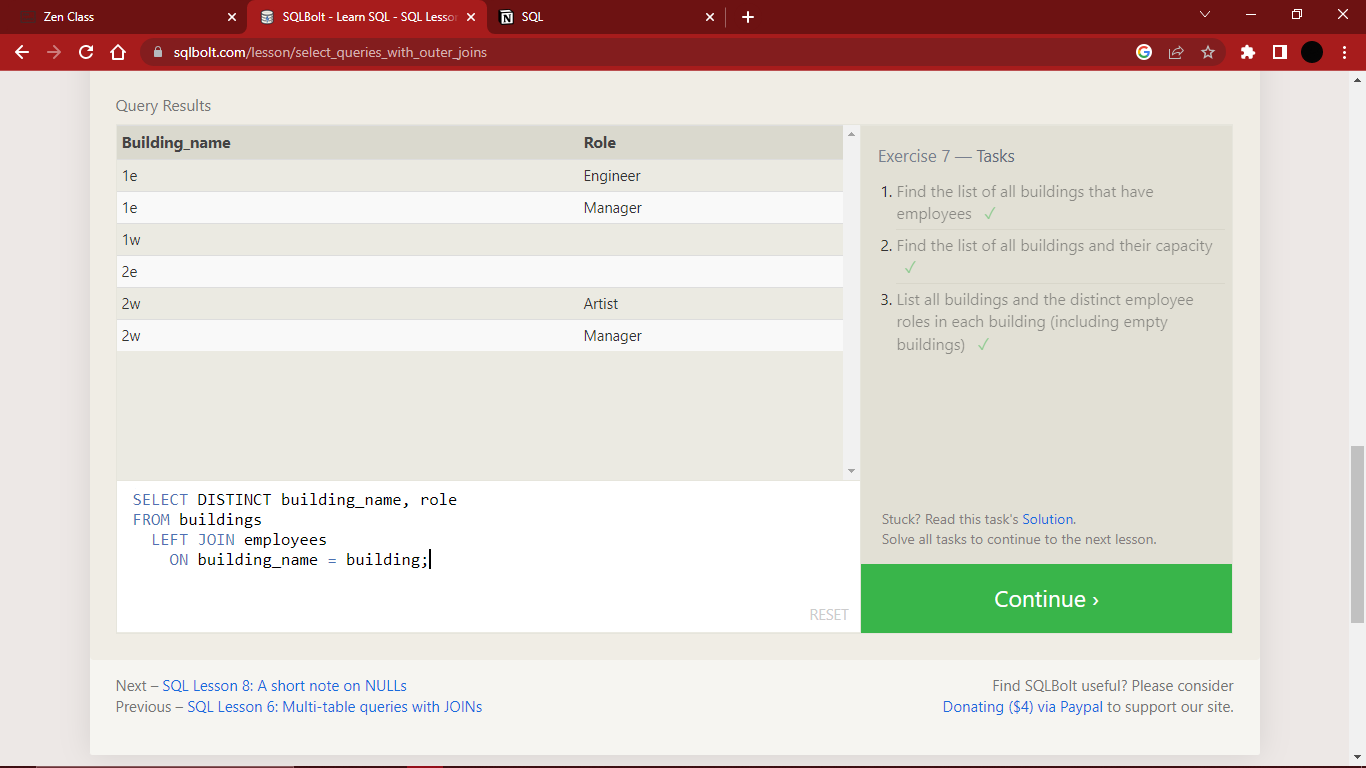 Zen Class
SQLBolt - Learn SQL - SQL Lesson
SQL
sqlbolt.com/lesson/select_queries_with_outer_joins
Query Results
Building_name Role
1e Engineer
1e Manager
1w
2e
2w Artist
2w Manager
Exercise 7 — Tasks
1. Find the list of all buildings that have
employees ✓
2. Find the list of all buildings and their capacity
✓
3. List all buildings and the distinct employee
roles in each building (including empty
buildings) ✓
SELECT DISTINCT building_name, role
FROM buildings
LEFT JOIN employees
ON building_name = building;
RESET
Stuck? Read this task's Solution.
Solve all tasks to continue to the next lesson.
Continue ›
Next – SQL Lesson 8: A short note on NULLs
Previous – SQL Lesson 6: Multi-table queries with JOINs
Find SQLBolt useful? Please consider
Donating ($4) via Paypal to support our site.